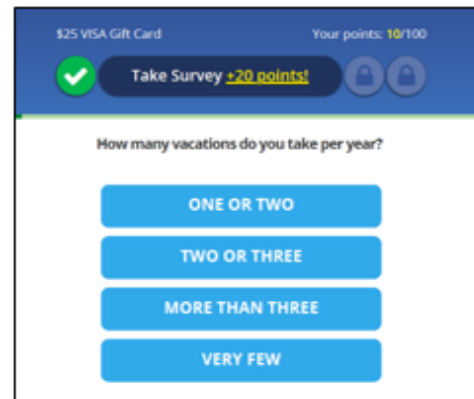 $25 VISA Gift Card
Your points: 10/100
Take Survey +20 points!
How many vacations do you take per year?
ONE OR TWO
TWO OR THREE
MORE THAN THREE
VERY FEW